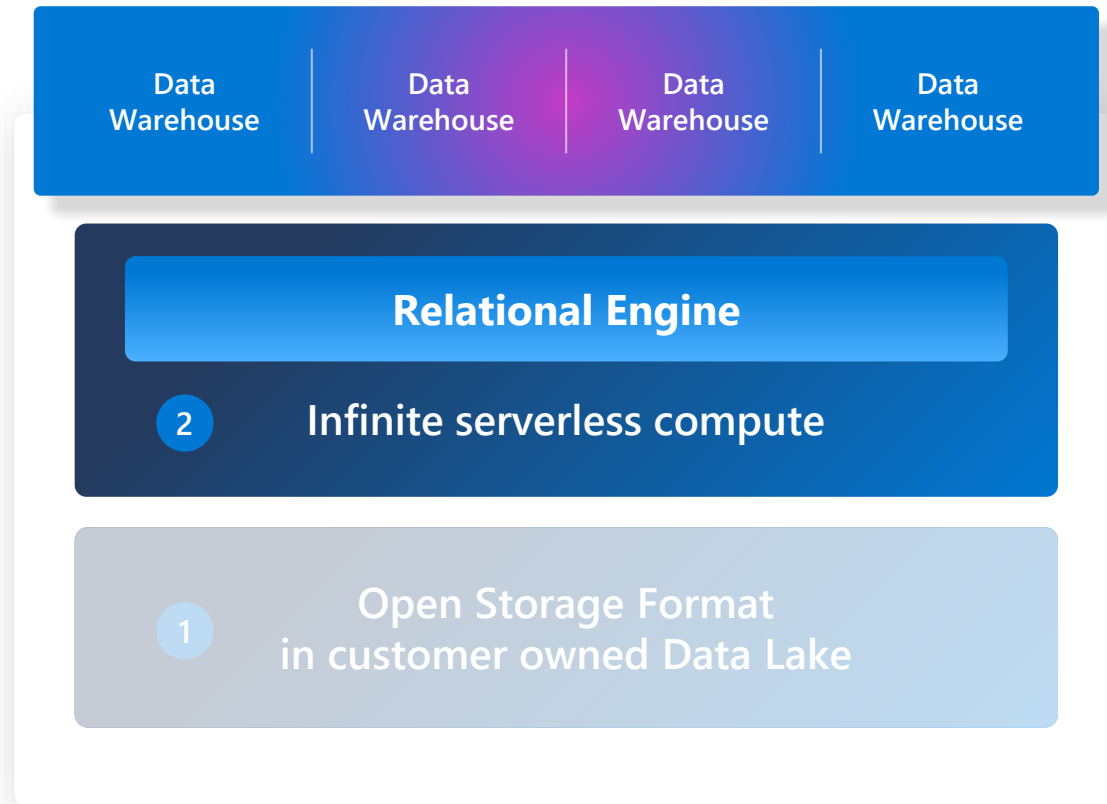 Data
Warehouse
Data
Warehouse
Data
Warehouse
Data
Warehouse
Relational Engine
2
Infinite serverless compute
1
Open Storage Format
in customer owned Data Lake